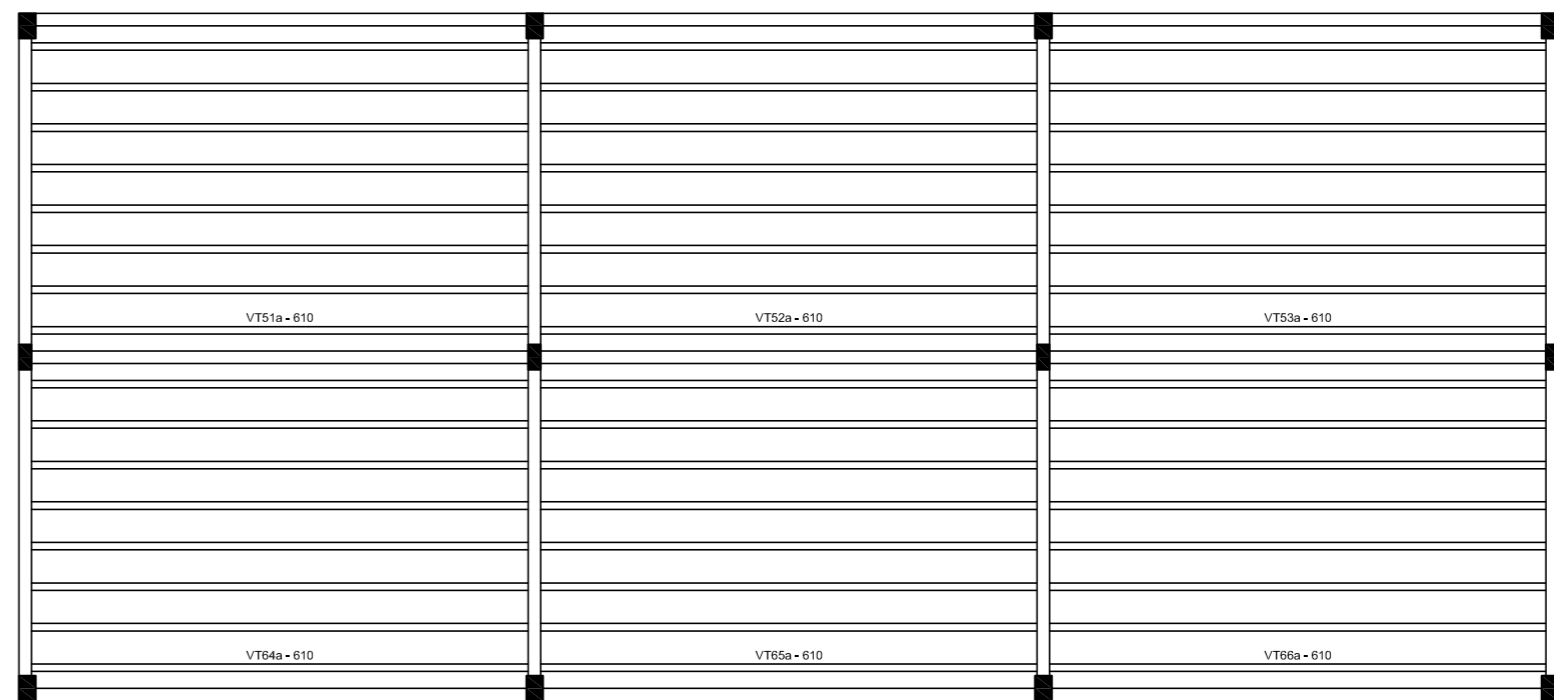 VT51a - 610
VT52a - 610
VT53a - 610
VT64a - 610
VT65a - 610
VT66a - 610